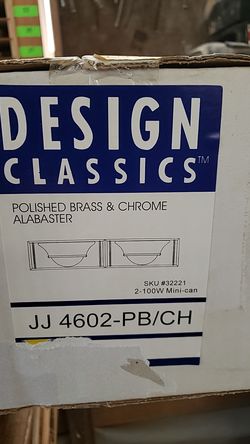 DESIGN
CLASSICS™
POLISHED BRASS & CHROME
ALABASTER
SKU #32221
2-100W Mini-can
JJ 4602-PB/CH